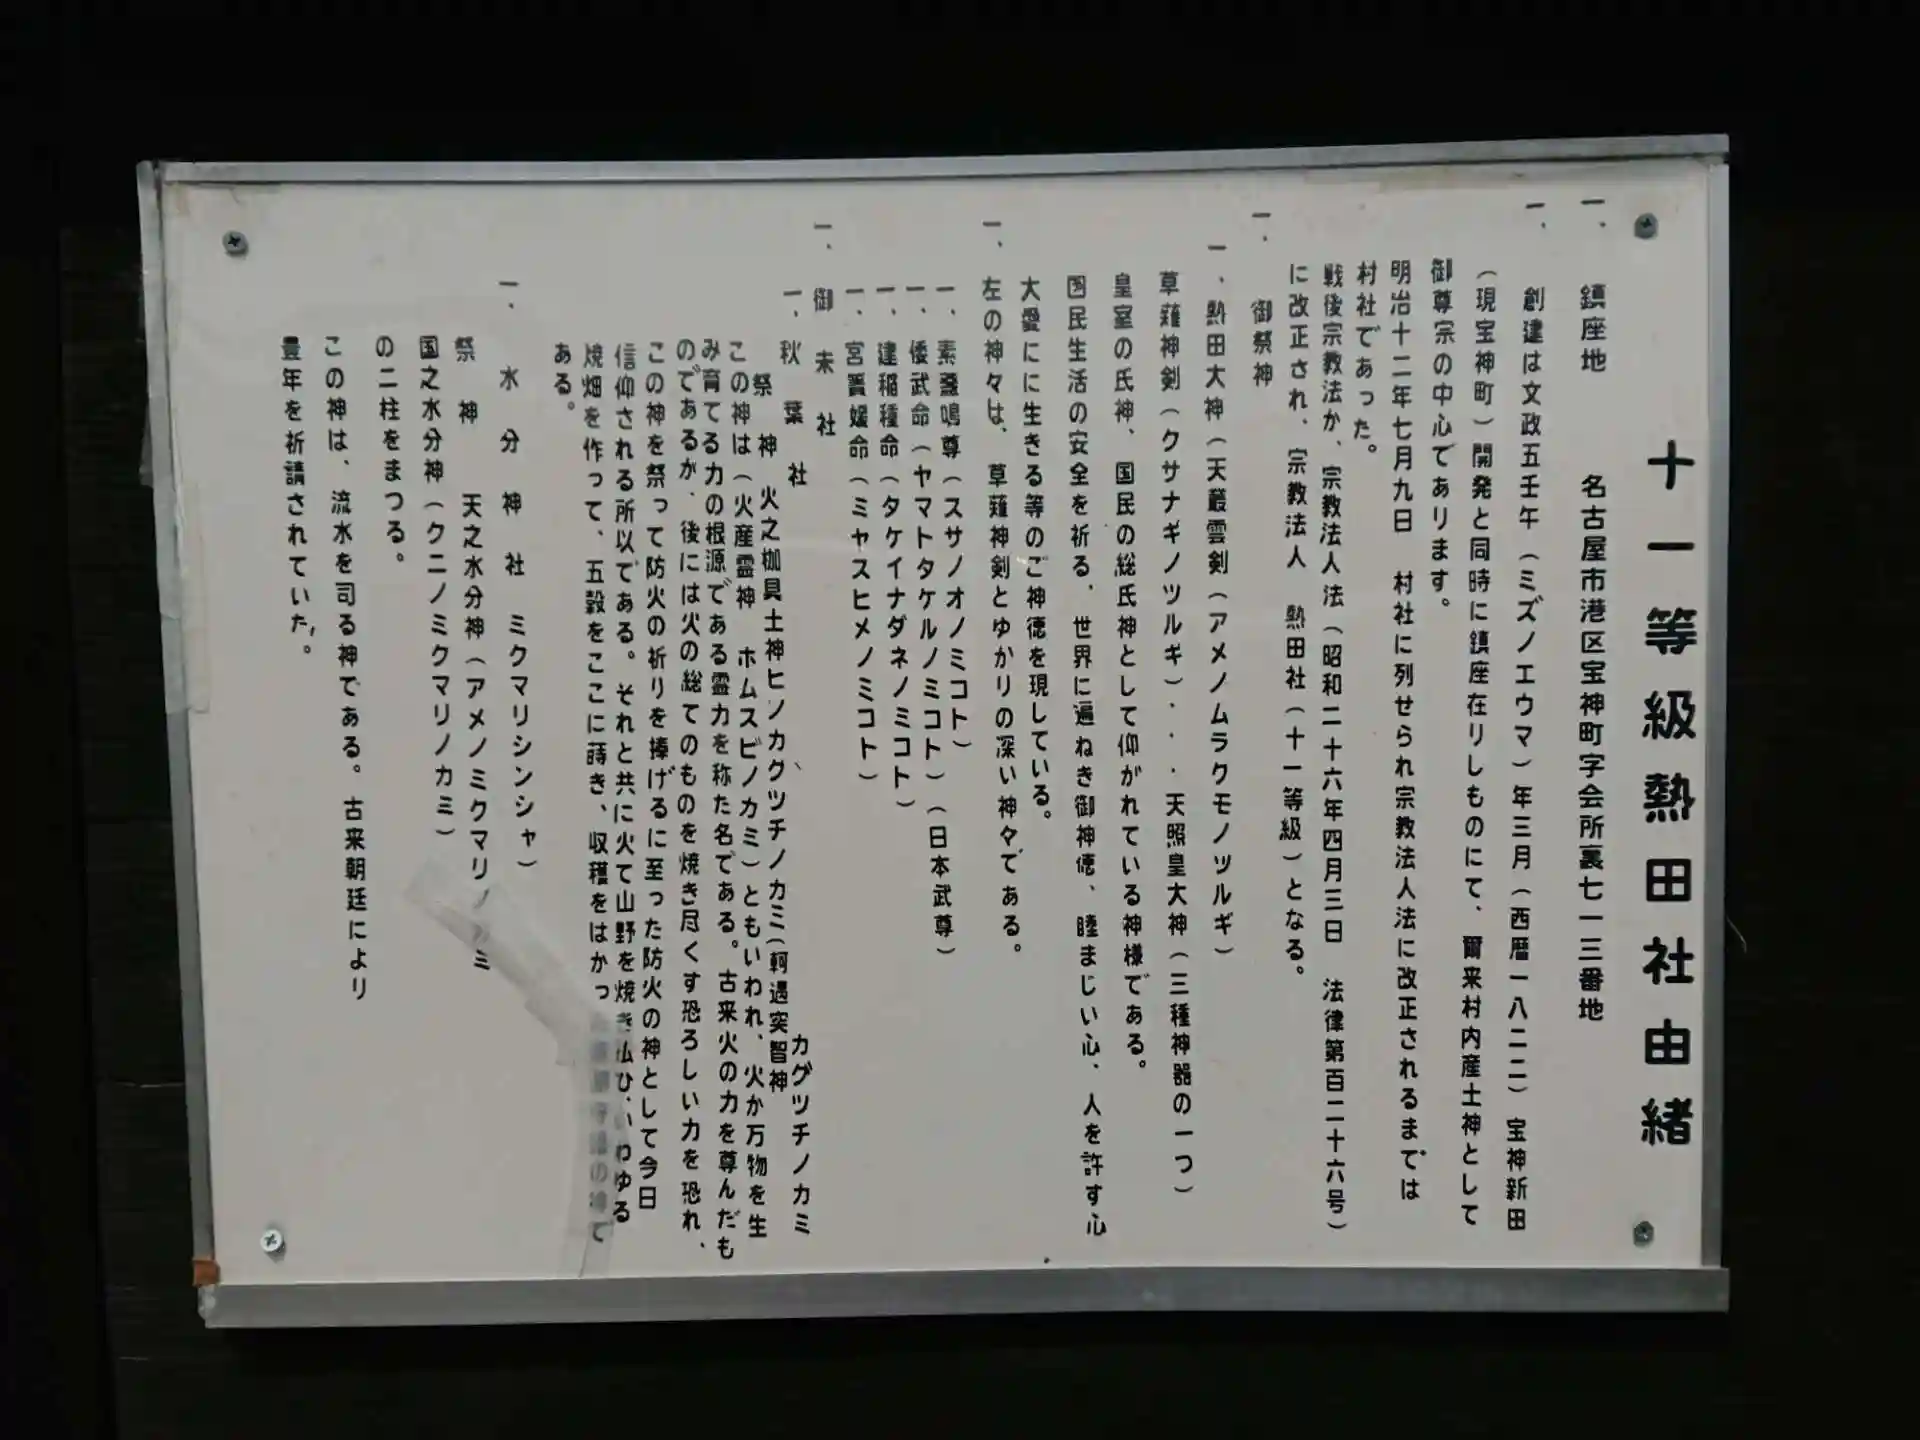 十一等級熱田社由緒
一、鎮座地　名古屋市港区宝神町字会所裏七一三番地
一、創建は文政五壬午（ミズノエウマ）年三月（西暦一八二二）宝神新田
（現宝神町）開発と同時に鎮座在りしものにて、爾来村内産土神として
御尊宗の中心であります。
明治十二年七月九日　村社に列せられ宗教法人法に改正されるまでは
村社であった。
戦後宗教法か、宗教法人法（昭和二十六年四月三日　法律第百二十六号）
に改正され、宗教法人　熱田社（十一等級）となる。
一、御祭神
一、熱田大神（天叢雲剣（アメノムラクモノツルギ）
草薙神剣（クサナギノツルギ）・・・天照皇大神（三種神器の一つ）
皇室の氏神、国民の総氏神として仰がれている神様である。
国民生活の安全を祈る、世界に遍ねき御神徳、睦まじい心、人を許す心
大愛にに生きる等のご神徳を現している。
一、左の神々は、草薙神剣とゆかりの深い神々である。
一、素盞鳴尊（スサノオノミコト）
一、倭武命（ヤマトタケルノミコト）（日本武尊）
一、建稲種命（タケイナダネノミコト）
一、宮簀媛命（ミヤスヒメノミコト）
一、御末社
一、秋葉社　カグツチノカミ
祭神　火之枷具土神ヒノカグツチノカミ（軻遇突智神
この神は（火産霊神　ホムスビノカミ）ともいわれ、火か万物を生
み育てる力の根源である霊力を称た名である。古来火の力を尊んだも
のであるが、後には火の総てのものを焼き尽くす恐ろしい力を恐れ、
この神を祭って防火の祈りを捧げるに至った防火の神として今日
信仰される所以である。それと共に火て山野を焼き払ひ、いわゆる
焼畑を作って、五穀をここに蒔き、収穫をはかっ の神で
ある。
一、水分神社　ミクマリシンシャ）
祭神　天之水分神（アメノミクマリノカミ
国之水分神（クニノミクマリノカミ）
の二柱をまつる。
この神は、流水を司る神である。古来朝廷により
豊年を祈請されていた。